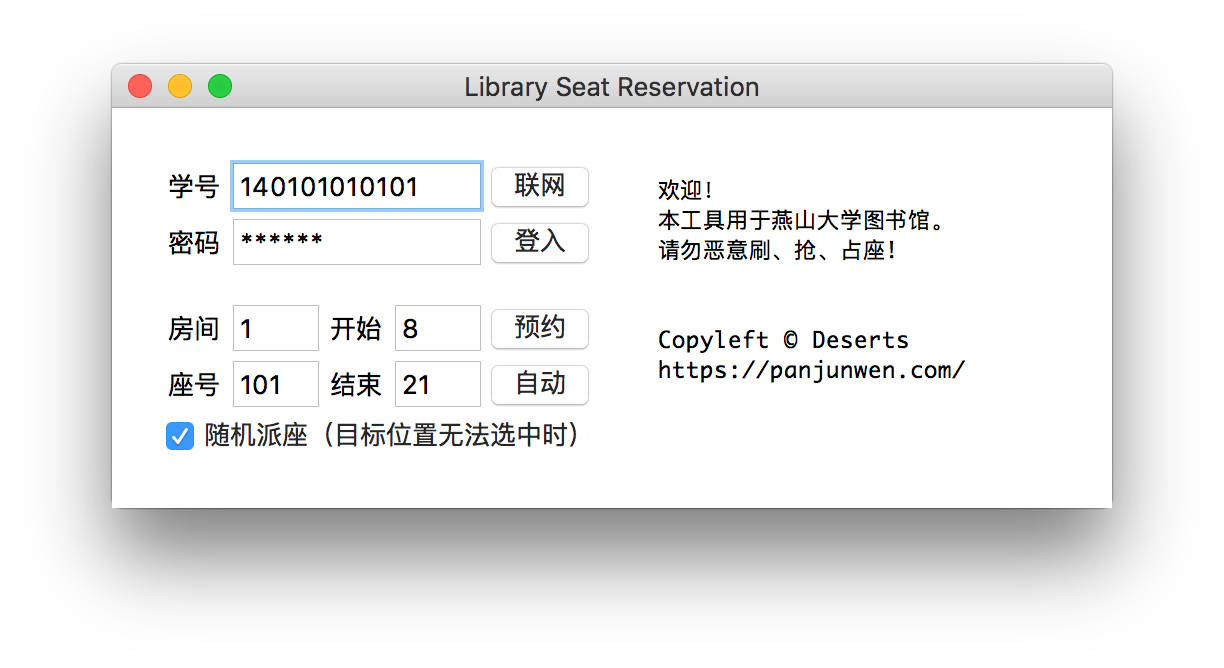 Library Seat Reservation
学号 140101010101 联网
密码 ****** 登入
房间 1 开始 8 预约
座号 101 结束 21 自动
随机派座（目标位置无法选中时）
欢迎！
本工具用于燕山大学图书馆。
请勿恶意刷、抢、占座！
Copyleft © Deserts
https://panjunwen.com/